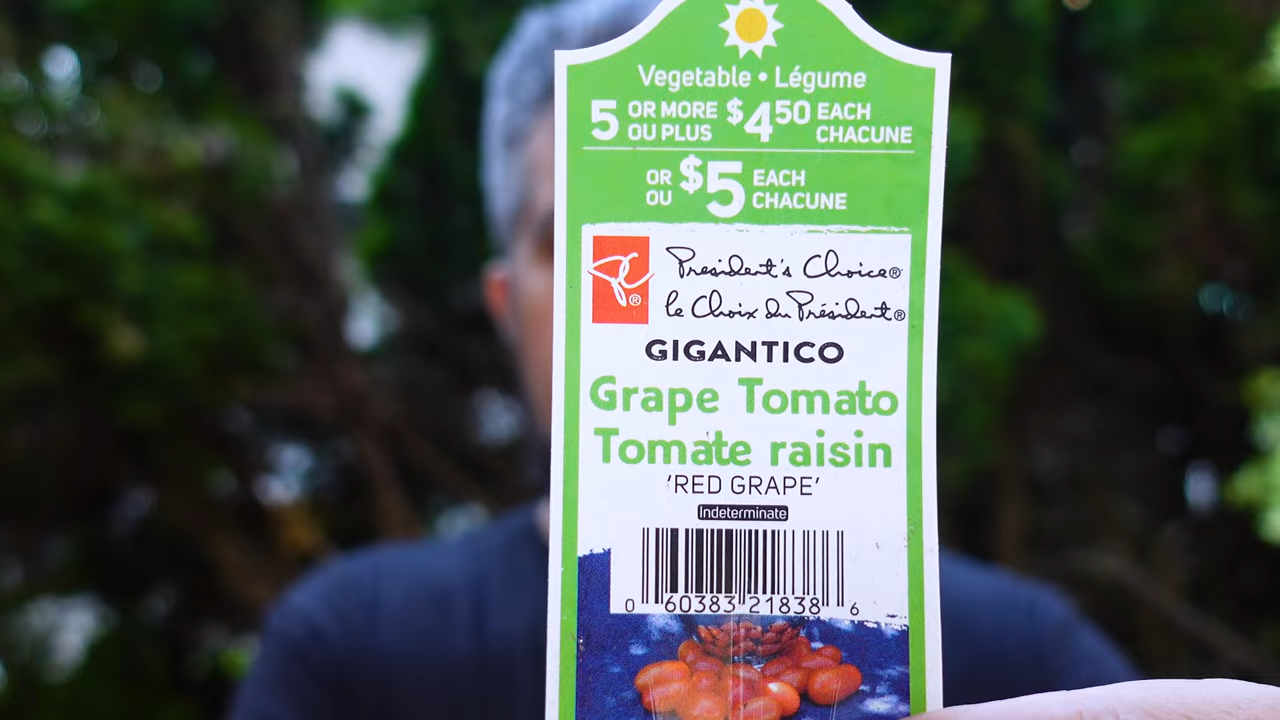 Vegetable • Légume
5 OR MORE $4 50 EACH
OU PLUS CHACUNE
OR $5 EACH
OU CHACUNE
President's Choice®
le Choix du Président®
GIGANTICO
Grape Tomato
Tomate raisin
'RED GRAPE'
Indeterminate
0 60383 21838 6